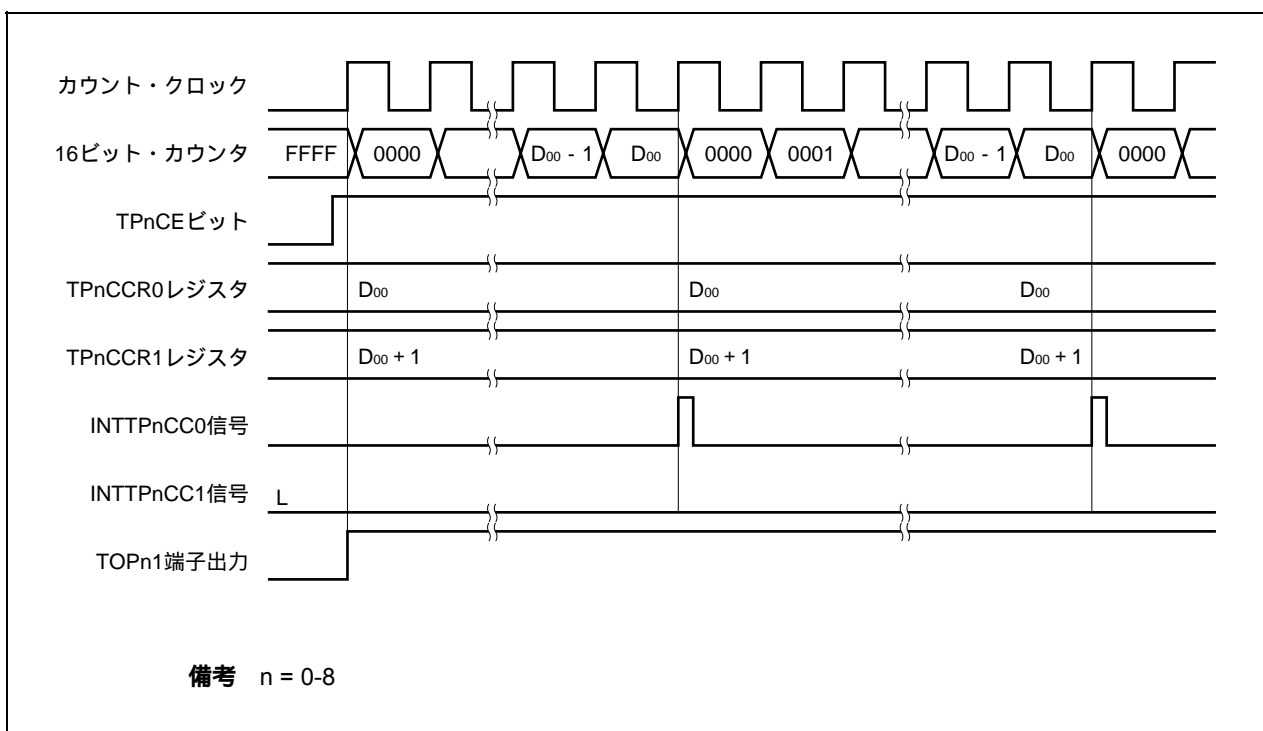 カウント・クロック
16ビット・カウンタ FFFF 0000 D00 - 1 D00 0000 0001 D00 - 1 D00 0000
TPnCEビット
TPnCCR0レジスタ D00 D00 D00
TPnCCR1レジスタ D00 + 1 D00 + 1 D00 + 1
INTTPnCC0信号
INTTPnCC1信号 L
TOPn1端子出力
備考 n = 0-8